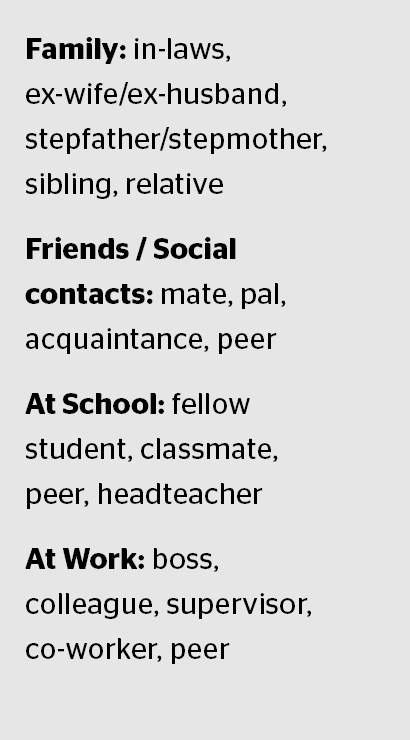 Family: in-laws,
ex-wife/ex-husband,
stepfather/stepmother,
sibling, relative
Friends / Social
contacts: mate, pal,
acquaintance, peer
At School: fellow
student, classmate,
peer, headteacher
At Work: boss,
colleague, supervisor,
co-worker, peer